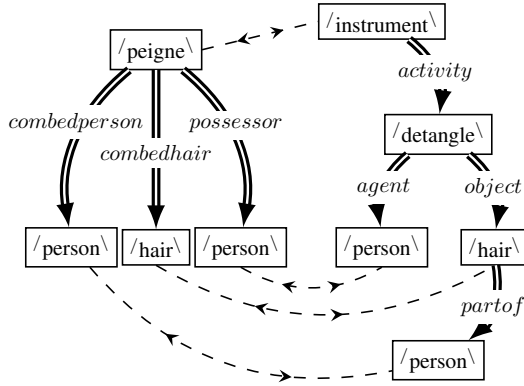 /peigne\
/instrument\
activity
combedperson
possessor
combedhair
/detangle\
agent
object
/person\
/hair\
/person\
/person\
/hair\
partof
/person\